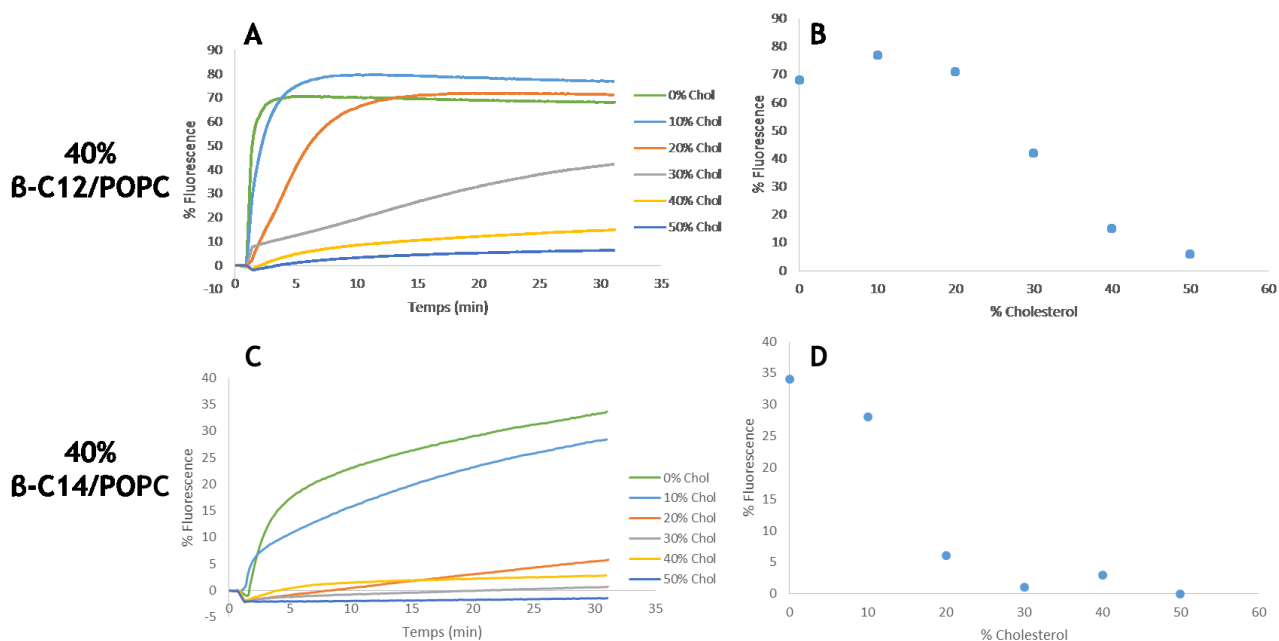 A
B
40%
ß-C12/POPC
% Fluorescence
90
80
70
60
50
40
30
20
10
0
-10
0 5 10 15 20 25 30 35
Temps (min)
0% Chol
10% Chol
20% Chol
30% Chol
40% Chol
50% Chol
% Fluorescence
90
80
70
60
50
40
30
20
10
0
0 10 20 30 40 50 60
% Cholesterol
C
D
40%
ß-C14/POPC
% Fluorescence
40
35
30
25
20
15
10
5
0
-5
0 5 10 15 20 25 30 35
Temps (min)
0% Chol
10% Chol
20% Chol
30% Chol
40% Chol
50% Chol
% Fluorescence
40
35
30
25
20
15
10
5
0
0 10 20 30 40 50 60
% Cholesterol